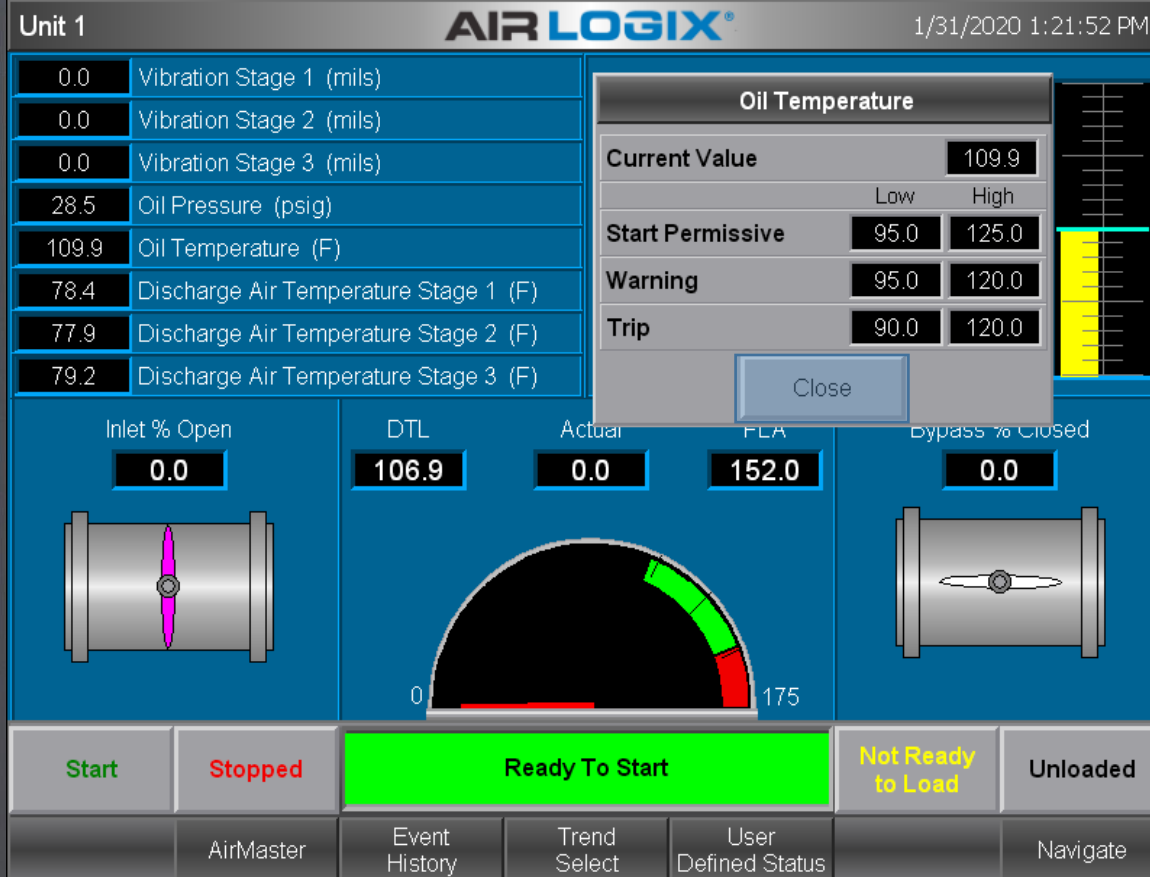 Unit 1 AIRLOGIX® 1/31/2020 1:21:52 PM
0.0 Vibration Stage 1 (mils)
0.0 Vibration Stage 2 (mils)
0.0 Vibration Stage 3 (mils)
28.5 Oil Pressure (psig)
109.9 Oil Temperature (F)
78.4 Discharge Air Temperature Stage 1 (F)
77.9 Discharge Air Temperature Stage 2 (F)
79.2 Discharge Air Temperature Stage 3 (F)
Oil Temperature
Current Value 109.9
Low High
Start Permissive 95.0 125.0
Warning 95.0 120.0
Trip 90.0 120.0
Close
Inlet % Open DTL Actual FLA Bypass % Closed
0.0 106.9 0.0 152.0 0.0
0 175
Start Stopped Ready To Start Not Ready Unloaded
to Load
AirMaster Event Trend User Navigate
History Select Defined Status